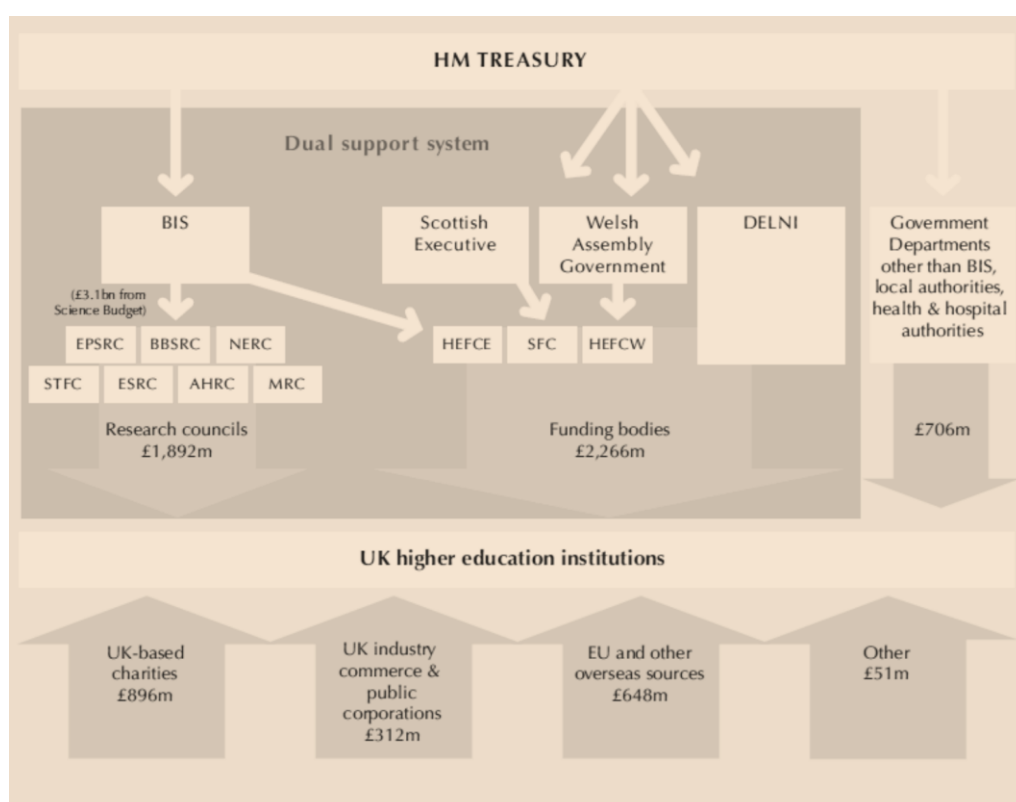 HM TREASURY
Dual support system
BIS
Scottish
Executive
Welsh
Assembly
Government
DELNI
Government
Departments
other than BIS,
local authorities,
health & hospital
authorities
(£3.1bn from
Science Budget)
EPSRC
BBSRC
NERC
HEFCE
SFC
HEFCW
STFC
ESRC
AHRC
MRC
Research councils
£1,892m
Funding bodies
£2,266m
£706m
UK higher education institutions
UK-based
charities
£896m
UK industry
commerce &
public
corporations
£312m
EU and other
overseas sources
£648m
Other
£51m